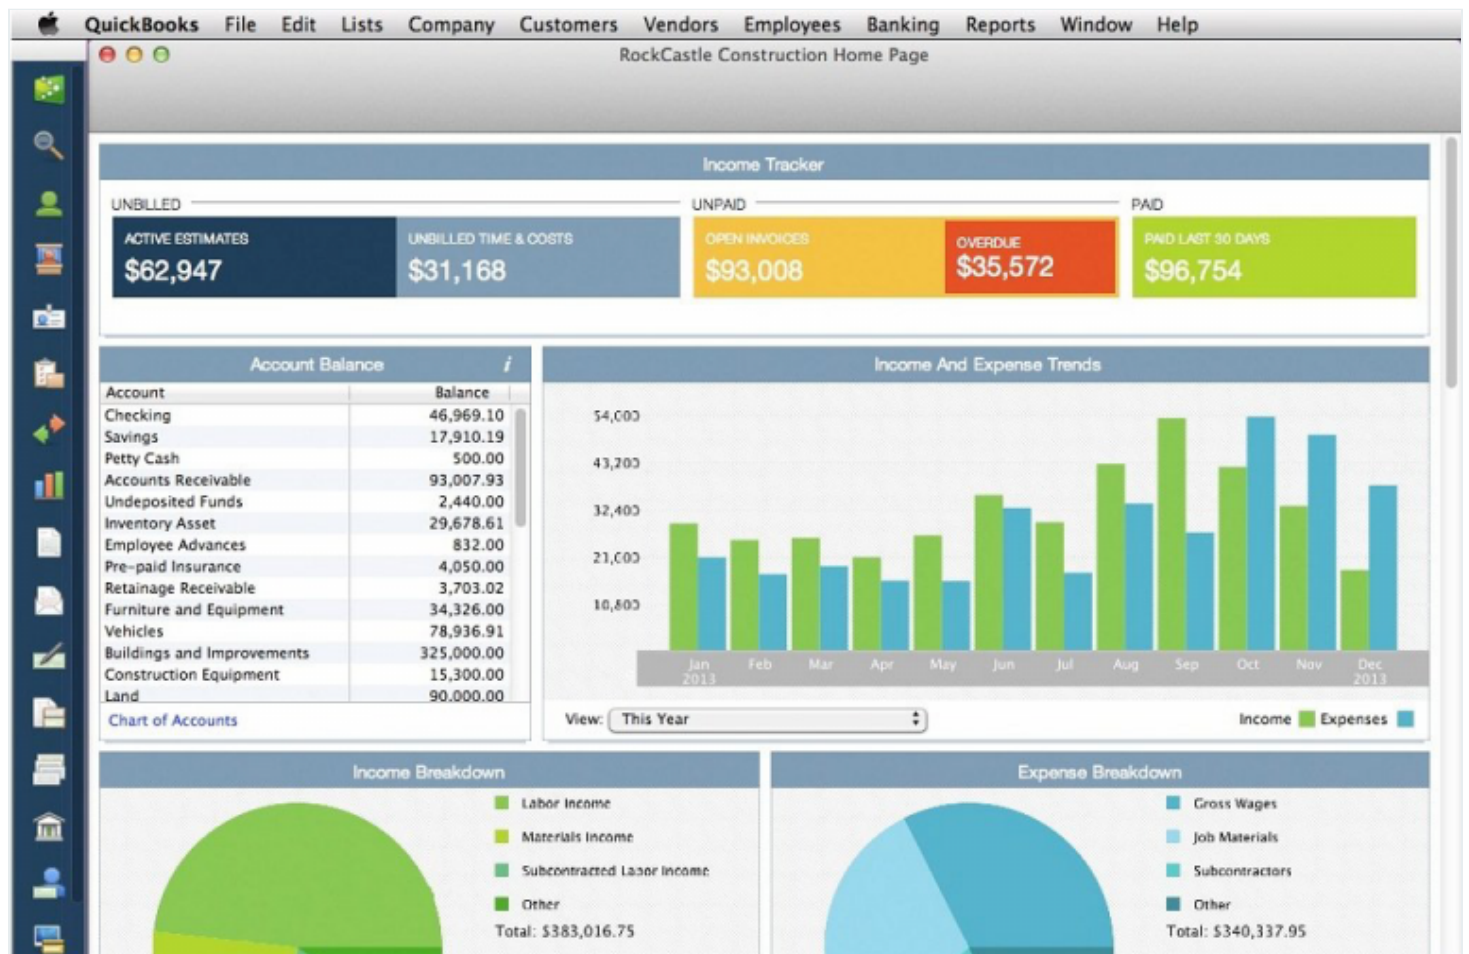 QuickBooks File Edit Lists Company Customers Vendors Employees Banking Reports Window Help
RockCastle Construction Home Page
Income Tracker
UNBILLED UNPAID PAID
ACTIVE ESTIMATES UNBILLED TIME & COSTS OPEN INVOICES OVERDUE PAID LAST 30 DAYS
$62,947 $31,168 $93,008 $35,572 $96,754
Account Balance i
Account Balance
Checking 46,969.10
Savings 17,910.19
Petty Cash 500.00
Accounts Receivable 93,007.93
Undeposited Funds 2,440.00
Inventory Asset 29,678.61
Employee Advances 832.00
Pre-paid Insurance 4,050.00
Retainage Receivable 3,703.02
Furniture and Equipment 34,326.00
Vehicles 78,936.91
Buildings and Improvements 325,000.00
Construction Equipment 15,300.00
Land 90,000.00
Chart of Accounts
Income And Expense Trends
54,000
43,200
32,400
21,600
10,800
Jan Feb Mar Apr May Jun Jul Aug Sep Oct Nov Dec
2013 2013
View: This Year Income Expenses
Income Breakdown
Labor Income
Materials Income
Subcontracted Labor Income
Other
Total: $383,016.75
Expense Breakdown
Gross Wages
Job Materials
Subcontractors
Other
Total: $340,337.95